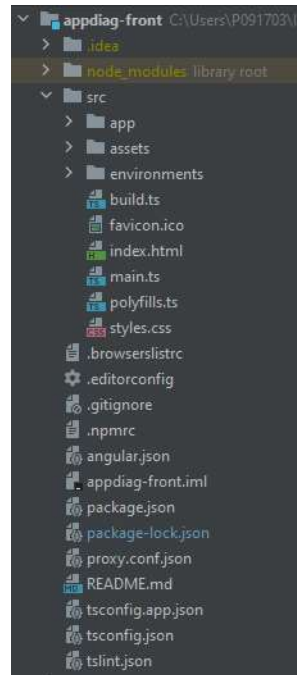 appdiag-front C:\Users\P091703\
.idea
node_modules library root
src
app
assets
environments
build.ts
favicon.ico
index.html
main.ts
polyfills.ts
styles.css
.browserslistrc
.editorconfig
.gitignore
.npmrc
angular.json
appdiag-front.iml
package.json
package-lock.json
proxy.conf.json
README.md
tsconfig.app.json
tsconfig.json
tslint.json